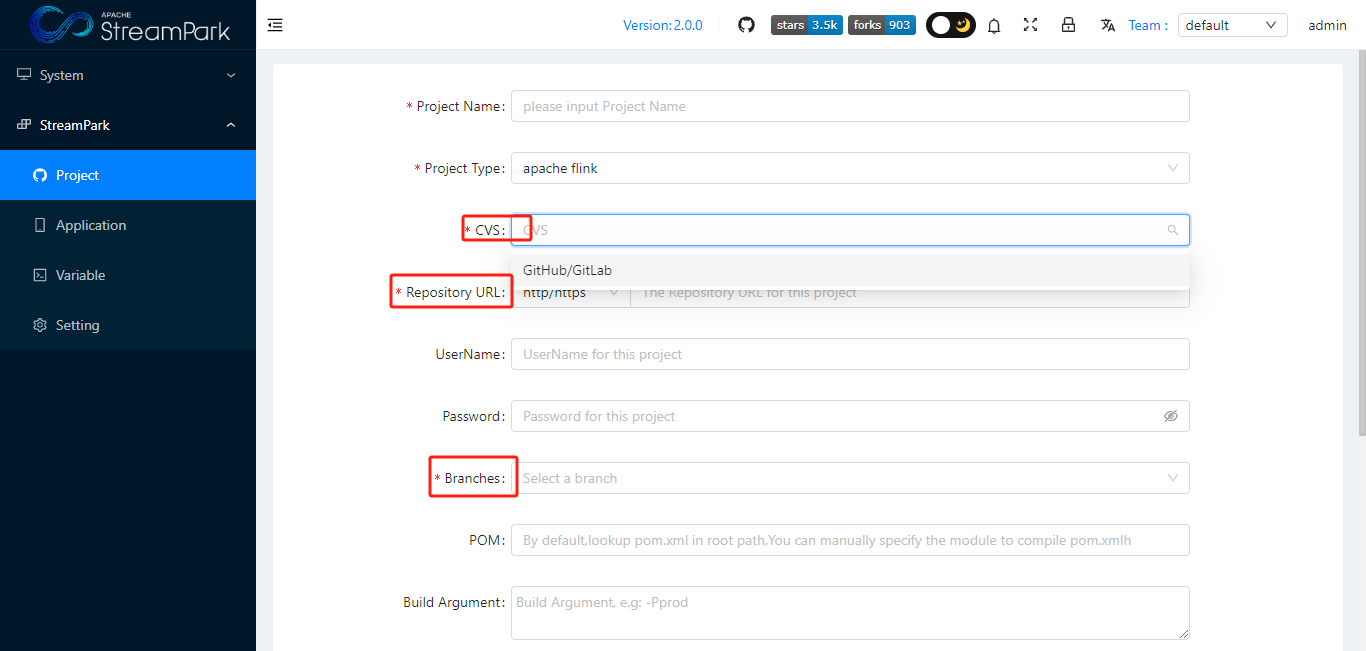 APACHE
StreamPark
Version:2.0.0
stars 3.5k
forks 903
Team :
default
admin
System
StreamPark
Project
Application
Variable
Setting
* Project Name: please input Project Name
* Project Type: apache flink
* CVS: CVS
GitHub/GitLab
* Repository URL: http/https The Repository URL for this project
UserName: UserName for this project
Password: Password for this project
* Branches: Select a branch
POM: By default,lookup pom.xml in root path,You can manually specify the module to compile pom.xmlh
Build Argument: Build Argument, e.g: -Pprod